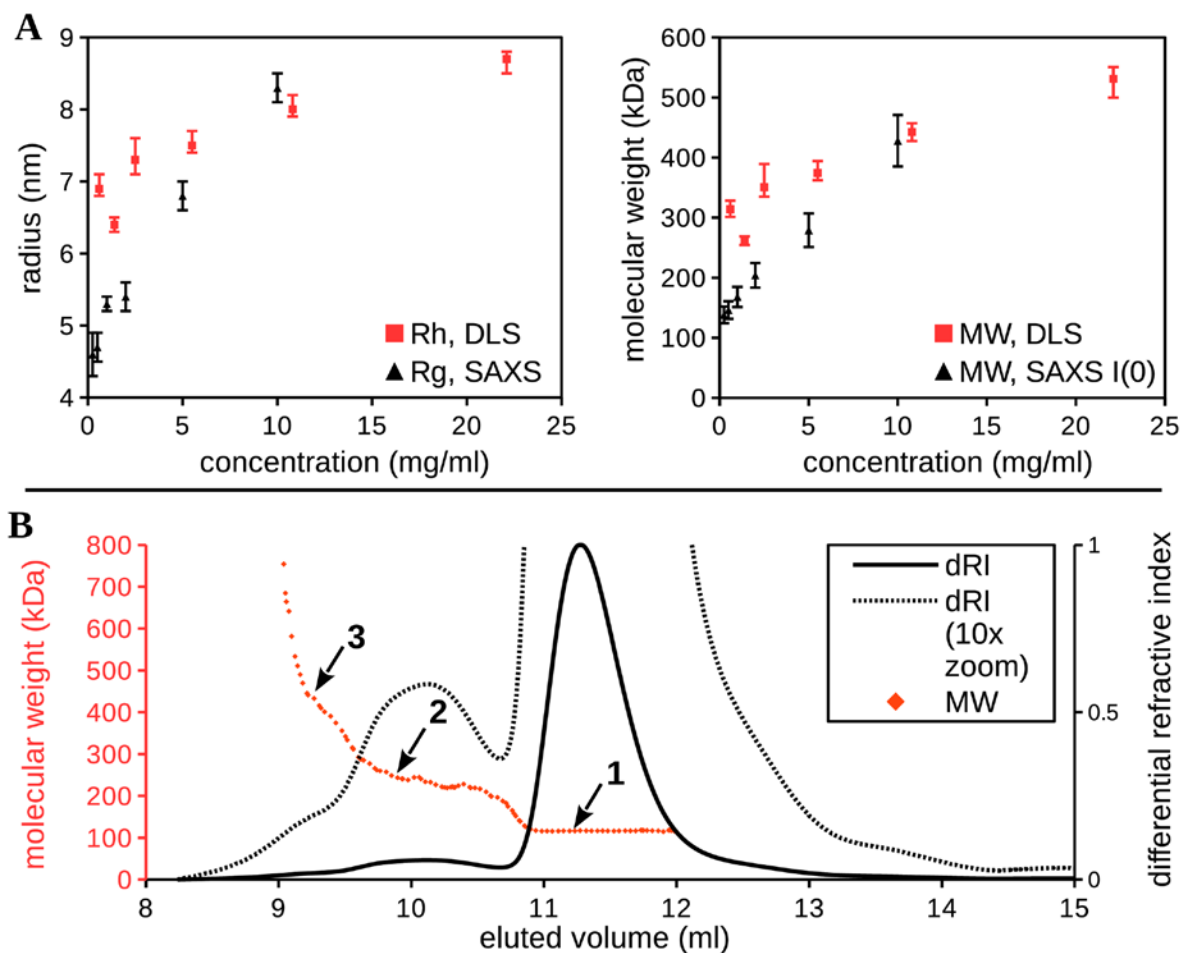 A
9
8
7
6
5
4
radius (nm)
0 5 10 15 20 25
concentration (mg/ml)
Rh, DLS
Rg, SAXS
600
500
400
300
200
100
0
molecular weight (kDa)
0 5 10 15 20 25
concentration (mg/ml)
MW, DLS
MW, SAXS I(0)
B
800
700
600
500
400
300
200
100
0
molecular weight (kDa)
3
2
1
dRI
dRI
(10x
zoom)
MW
1
0.5
0
differential refractive index
8 9 10 11 12 13 14 15
eluted volume (ml)